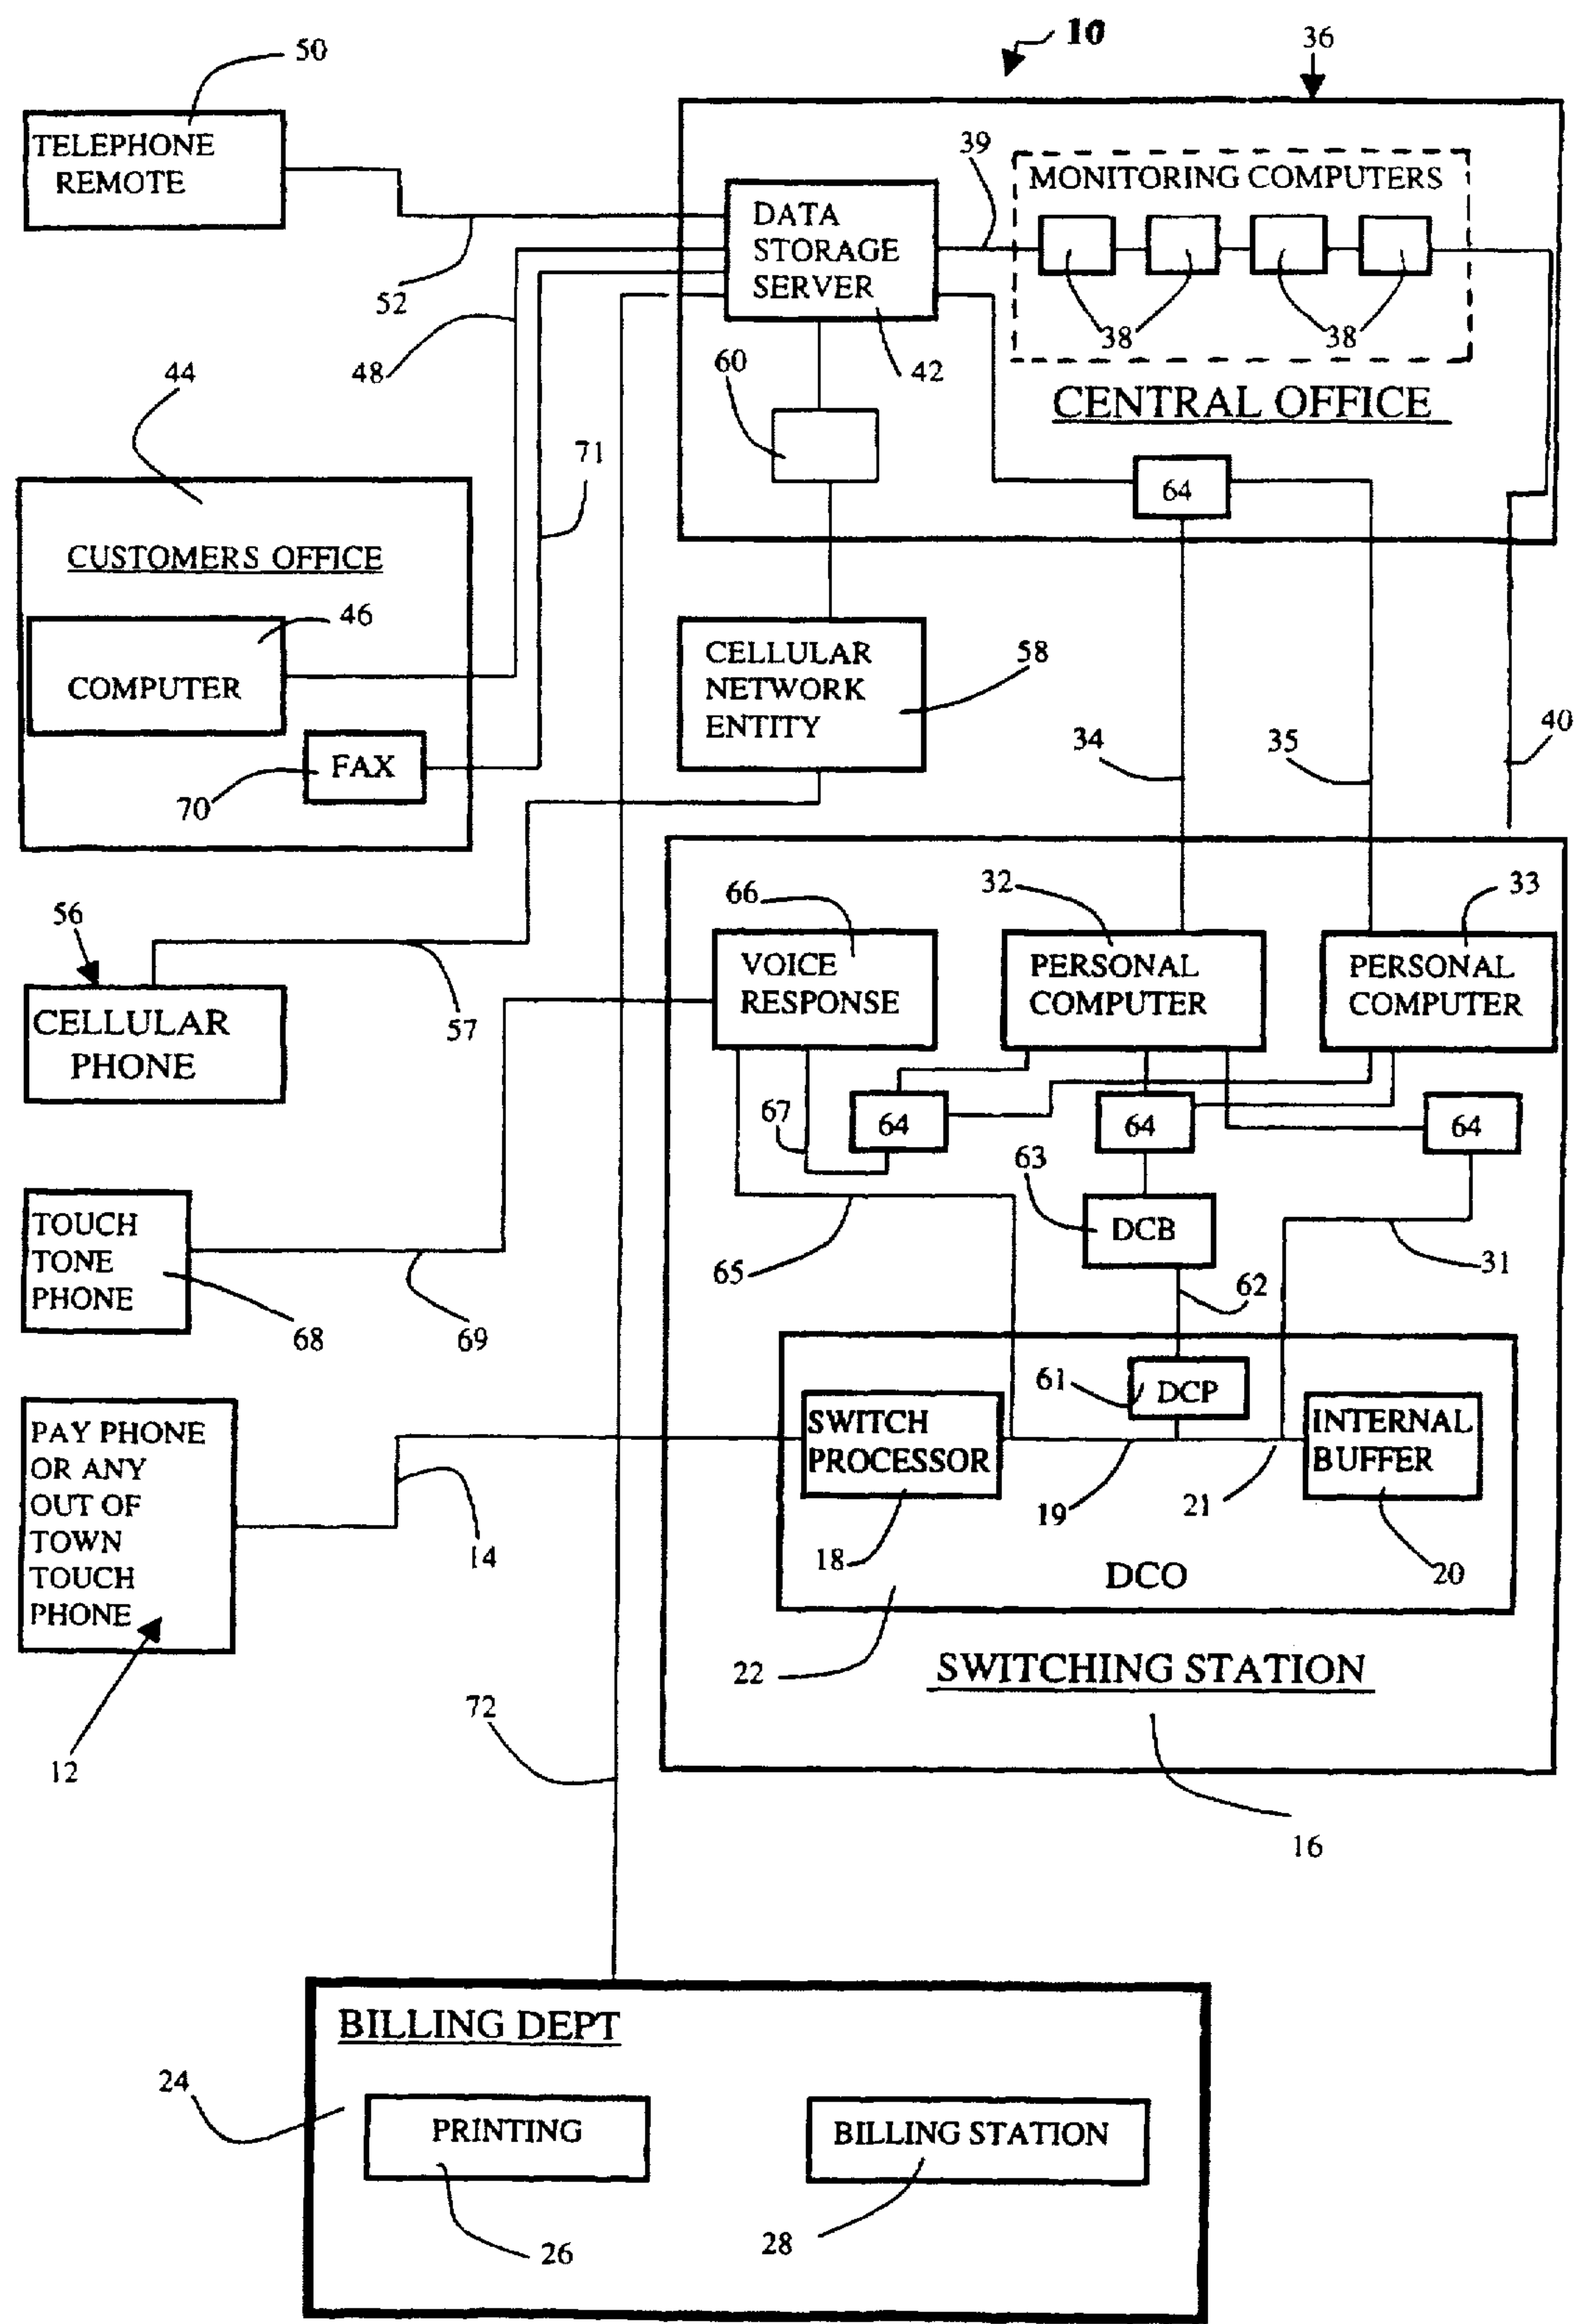 10
36
50
TELEPHONE
REMOTE
39
MONITORING COMPUTERS
DATA
STORAGE
SERVER
52
38
38
48
60
42
44
CENTRAL OFFICE
71
64
CUSTOMERS OFFICE
46
COMPUTER
CELLULAR
NETWORK
ENTITY
58
FAX
70
34
35
40
66
32
33
56
VOICE
RESPONSE
PERSONAL
COMPUTER
PERSONAL
COMPUTER
CELLULAR
PHONE
57
67
64
64
64
63
TOUCH
TONE
PHONE
DCB
65
31
62
68
69
61
DCP
PAY PHONE
OR ANY
OUT OF
TOWN
TOUCH
PHONE
SWITCH
PROCESSOR
INTERNAL
BUFFER
19
21
14
18
DCO
20
22
SWITCHING STATION
72
12
16
BILLING DEPT
24
PRINTING
BILLING STATION
26
28